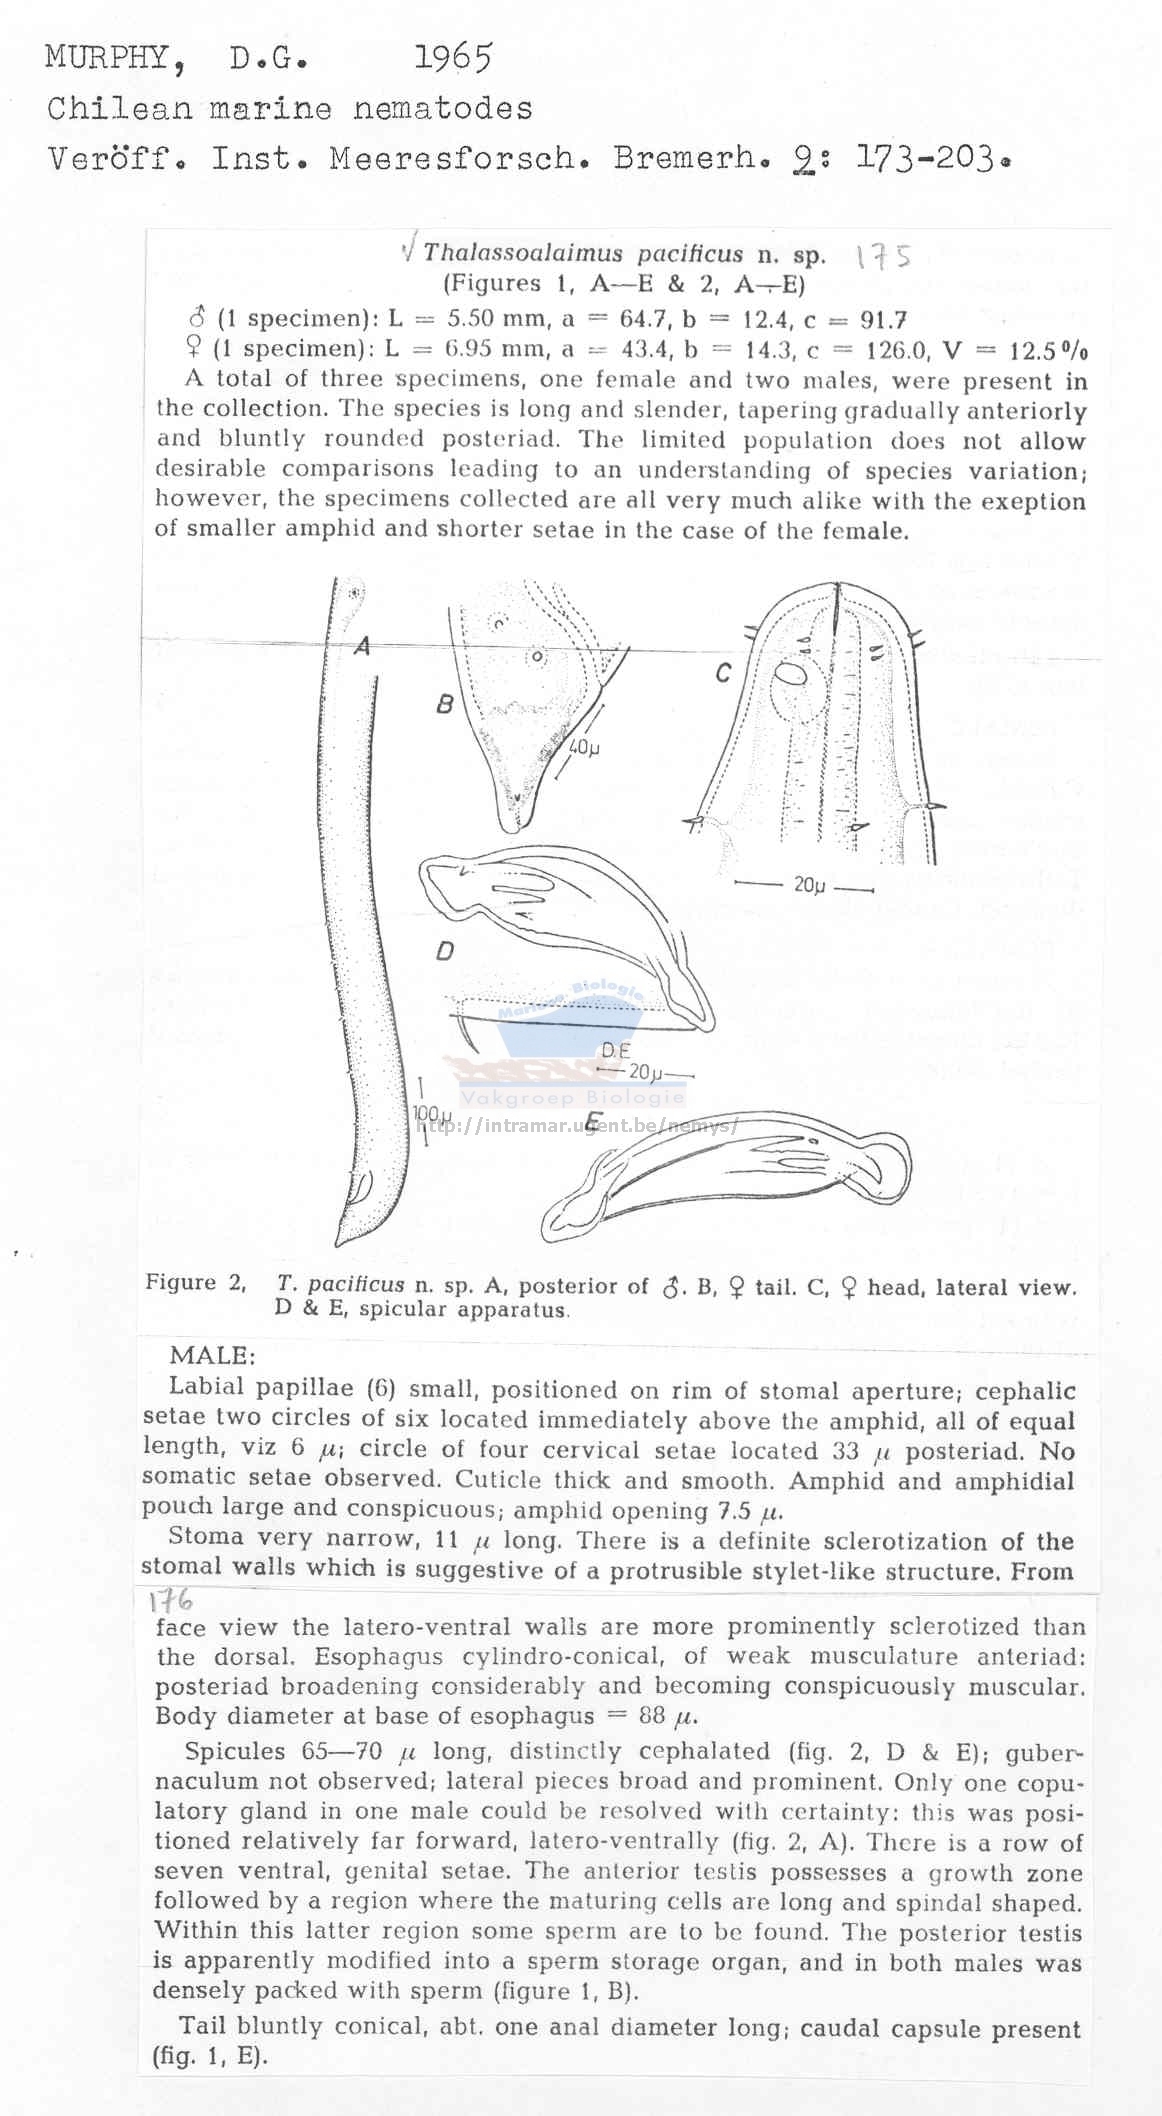 MURPHY, D.G. 1965
Chilean marine nematodes
Veröff. Inst. Meeresforsch. Bremerh. 9: 173-203.
√ Thalassoalaimus pacificus n. sp. 175
(Figures 1, A—E & 2, A—E)
♂ (1 specimen): L = 5.50 mm, a = 64.7, b = 12.4, c = 91.7
♀ (1 specimen): L = 6.95 mm, a = 43.4, b = 14.3, c = 126.0, V = 12.5 %
A total of three specimens, one female and two males, were present in
the collection. The species is long and slender, tapering gradually anteriorly
and bluntly rounded posteriad. The limited population does not allow
desirable comparisons leading to an understanding of species variation;
however, the specimens collected are all very much alike with the exeption
of smaller amphid and shorter setae in the case of the female.
A
B
C
40μ
20μ
D
Marine Biologie
D.E
20μ
Vakgroep Biologie
100μ
http://intramar.ugent.be/nemys/
E
Figure 2, T. pacificus n. sp. A, posterior of ♂. B, ♀ tail. C, ♀ head, lateral view.
D & E, spicular apparatus.
MALE:
Labial papillae (6) small, positioned on rim of stomal aperture; cephalic
setae two circles of six located immediately above the amphid, all of equal
length, viz 6 μ; circle of four cervical setae located 33 μ posteriad. No
somatic setae observed. Cuticle thick and smooth. Amphid and amphidial
pouch large and conspicuous; amphid opening 7.5 μ.
Stoma very narrow, 11 μ long. There is a definite sclerotization of the
stomal walls which is suggestive of a protrusible stylet-like structure. From
176
face view the latero-ventral walls are more prominently sclerotized than
the dorsal. Esophagus cylindro-conical, of weak musculature anteriad:
posteriad broadening considerably and becoming conspicuously muscular.
Body diameter at base of esophagus = 88 μ.
Spicules 65—70 μ long, distinctly cephalated (fig. 2, D & E); guber-
naculum not observed; lateral pieces broad and prominent. Only one copu-
latory gland in one male could be resolved with certainty: this was posi-
tioned relatively far forward, latero-ventrally (fig. 2, A). There is a row of
seven ventral, genital setae. The anterior testis possesses a growth zone
followed by a region where the maturing cells are long and spindal shaped.
Within this latter region some sperm are to be found. The posterior testis
is apparently modified into a sperm storage organ, and in both males was
densely packed with sperm (figure 1, B).
Tail bluntly conical, abt. one anal diameter long; caudal capsule present
(fig. 1, E).